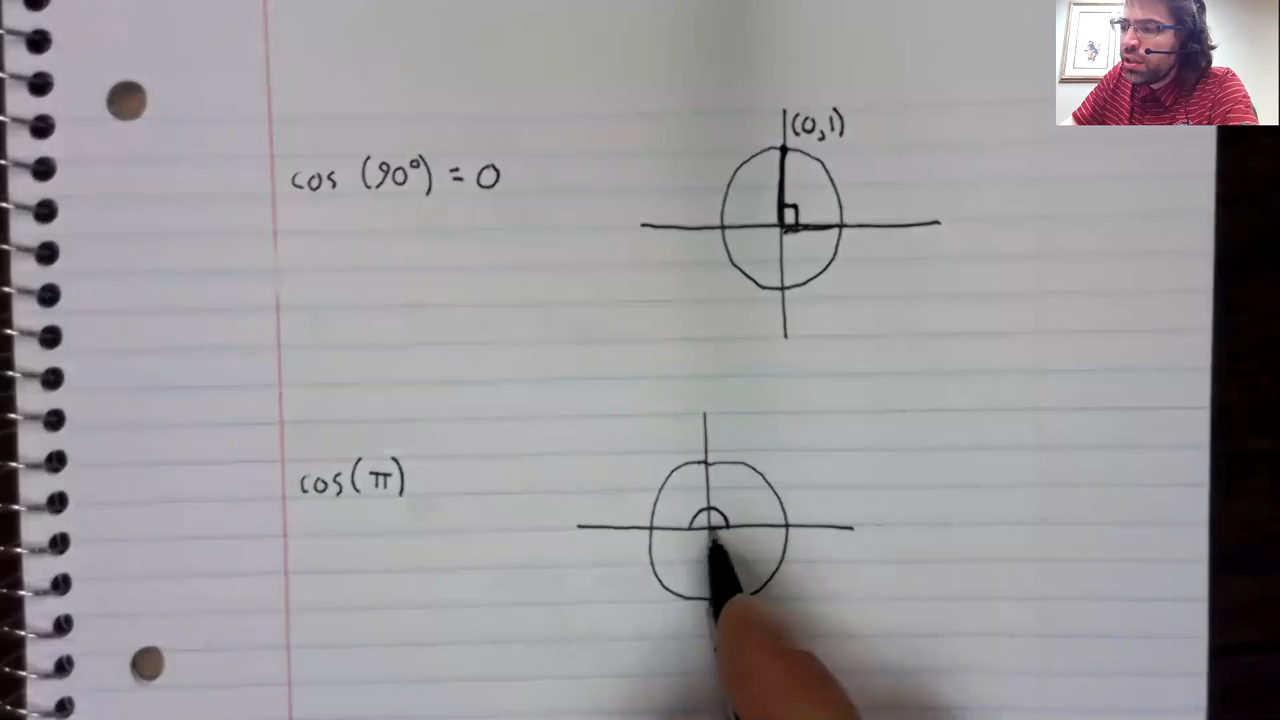 (0,1)
cos (90°) = 0
cos(π)